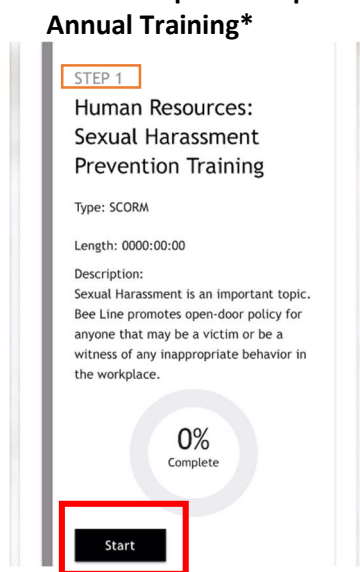 Annual Training*
STEP 1
Human Resources:
Sexual Harassment
Prevention Training
Type: SCORM
Length: 0000:00:00
Description:
Sexual Harassment is an important topic.
Bee Line promotes open-door policy for
anyone that may be a victim or be a
witness of any inappropriate behavior in
the workplace.
0%
Complete
Start